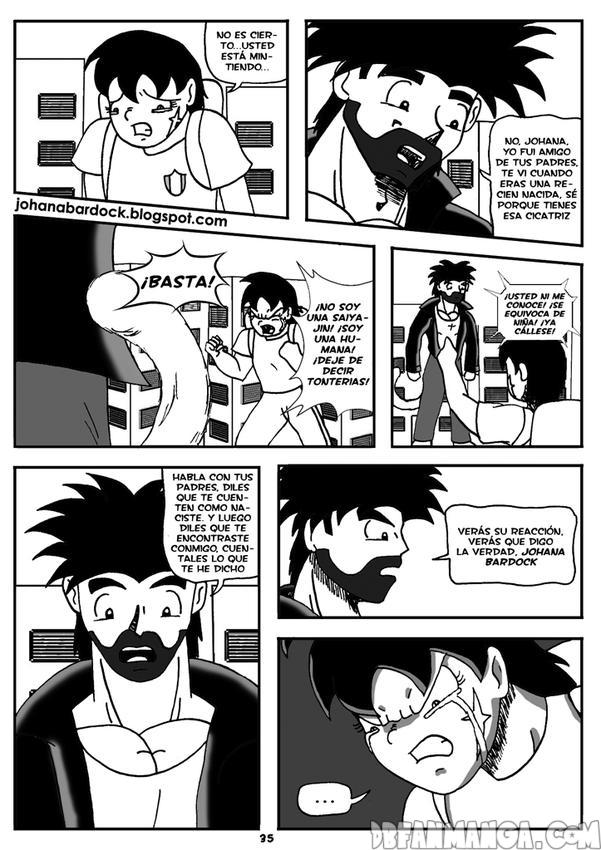 NO ES CIER-
TO...USTED
ESTÁ MIN-
TIENDO...
NO, JOHANA,
YO FUI AMIGO
DE TUS PADRES,
TE VI CUANDO
ERAS UNA RE-
CIEN NACIDA, SÉ
PORQUE TIENES
ESA CICATRIZ
johanabardock.blogspot.com
¡BASTA!
¡NO SOY
UNA SAIYA-
JIN! ¡SOY
UNA HU-
MANA!
¡DEJE DE
DECIR
TONTERIAS!
¡USTED NI ME
CONOCE! ¡SE
EQUIVOCA DE
NIÑA! ¡YA
CÁLLESE!
HABLA CON TUS
PADRES, DILES
QUE TE CUEN-
TEN COMO NA-
CISTE. Y LUEGO
DILES QUE TE
ENCONTRASTE
CONMIGO, CUEN-
TALES LO QUE
TE HE DICHO
VERÁS SU REACCIÓN,
VERÁS QUE DIGO
LA VERDAD, JOHANA
BARDOCK
...
35
DBFANMANGA.COM